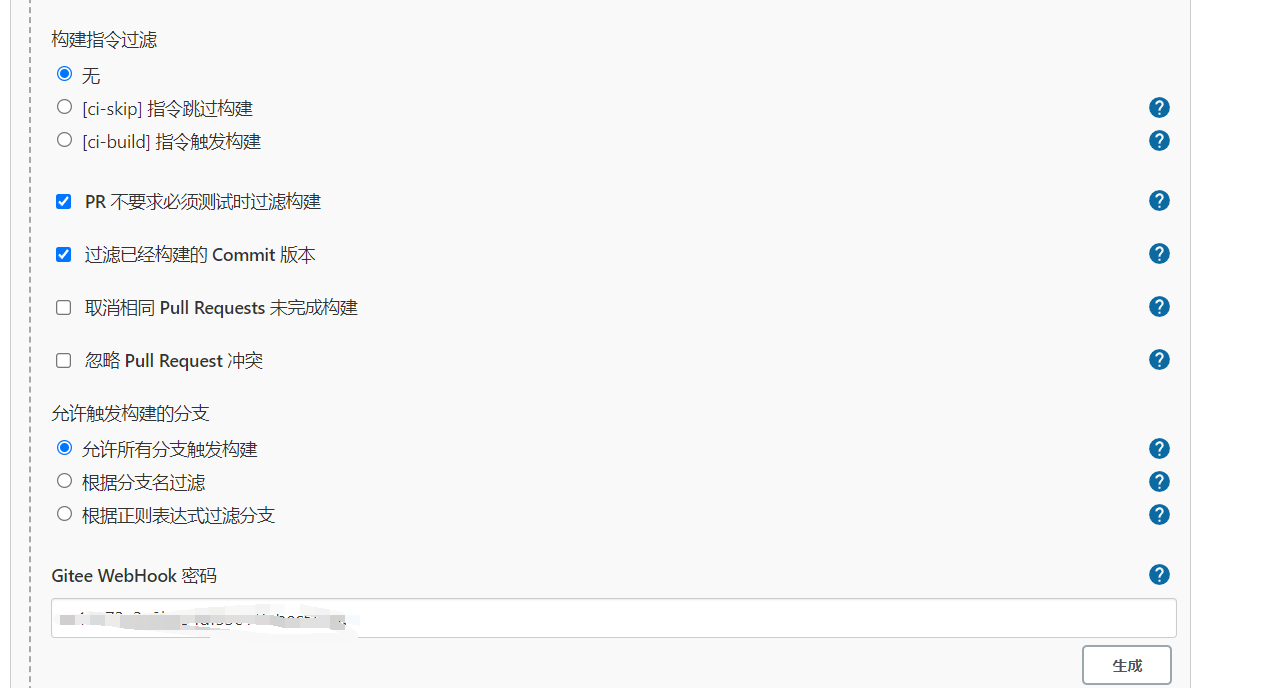 构建指令过滤
无
[ci-skip] 指令跳过构建
[ci-build] 指令触发构建
PR 不要求必须测试时过滤构建
过滤已经构建的 Commit 版本
取消相同 Pull Requests 未完成构建
忽略 Pull Request 冲突
允许触发构建的分支
允许所有分支触发构建
根据分支名过滤
根据正则表达式过滤分支
Gitee WebHook 密码
生成